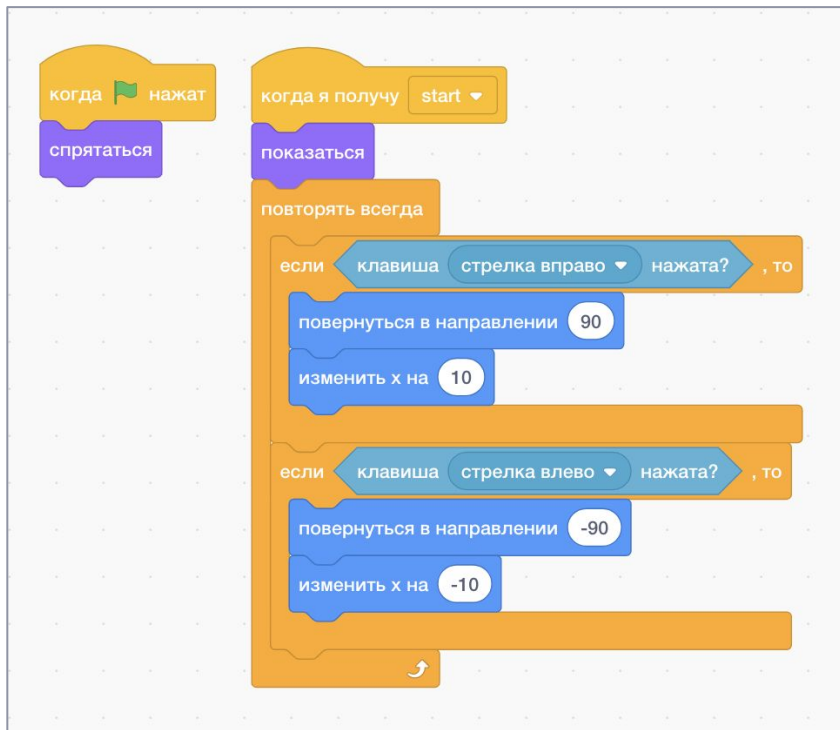 когда нажат
спрятаться
когда я получу start
показаться
повторять всегда
если клавиша стрелка вправо нажата? , то
повернуться в направлении 90
изменить x на 10
если клавиша стрелка влево нажата? , то
повернуться в направлении -90
изменить x на -10